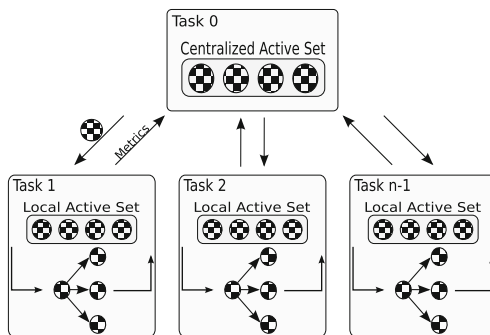 Task 0
Centralized Active Set
Metrics
Task 1
Local Active Set
Task 2
Local Active Set
Task n-1
Local Active Set